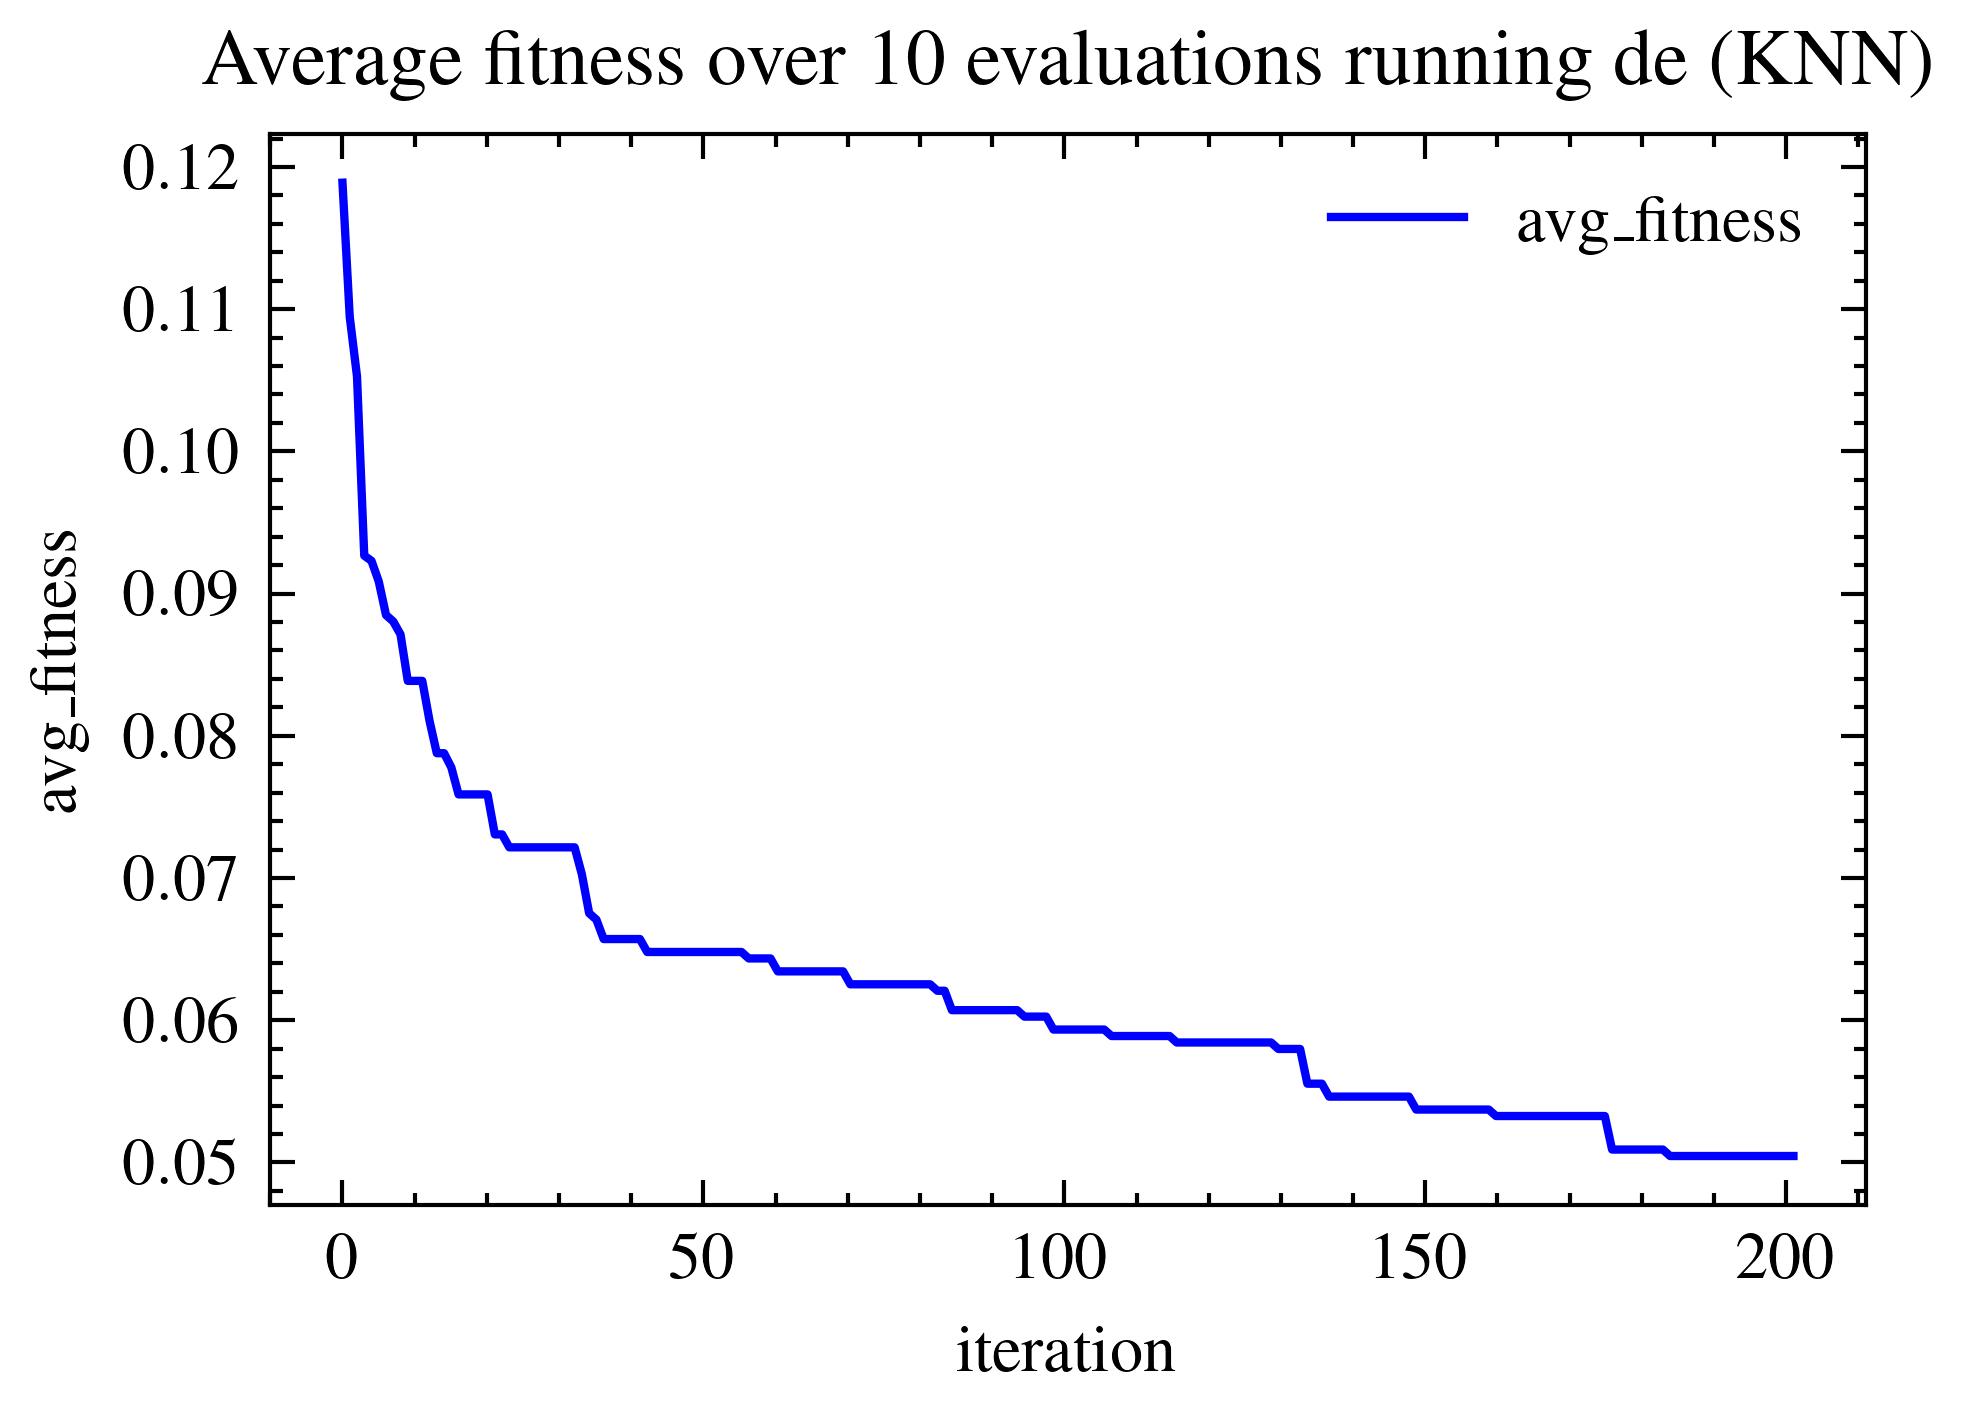 Average fitness over 10 evaluations running de (KNN)
avg_fitness
0.12
0.11
0.10
0.09
0.08
0.07
0.06
0.05
avg_fitness
0 50 100 150 200
iteration